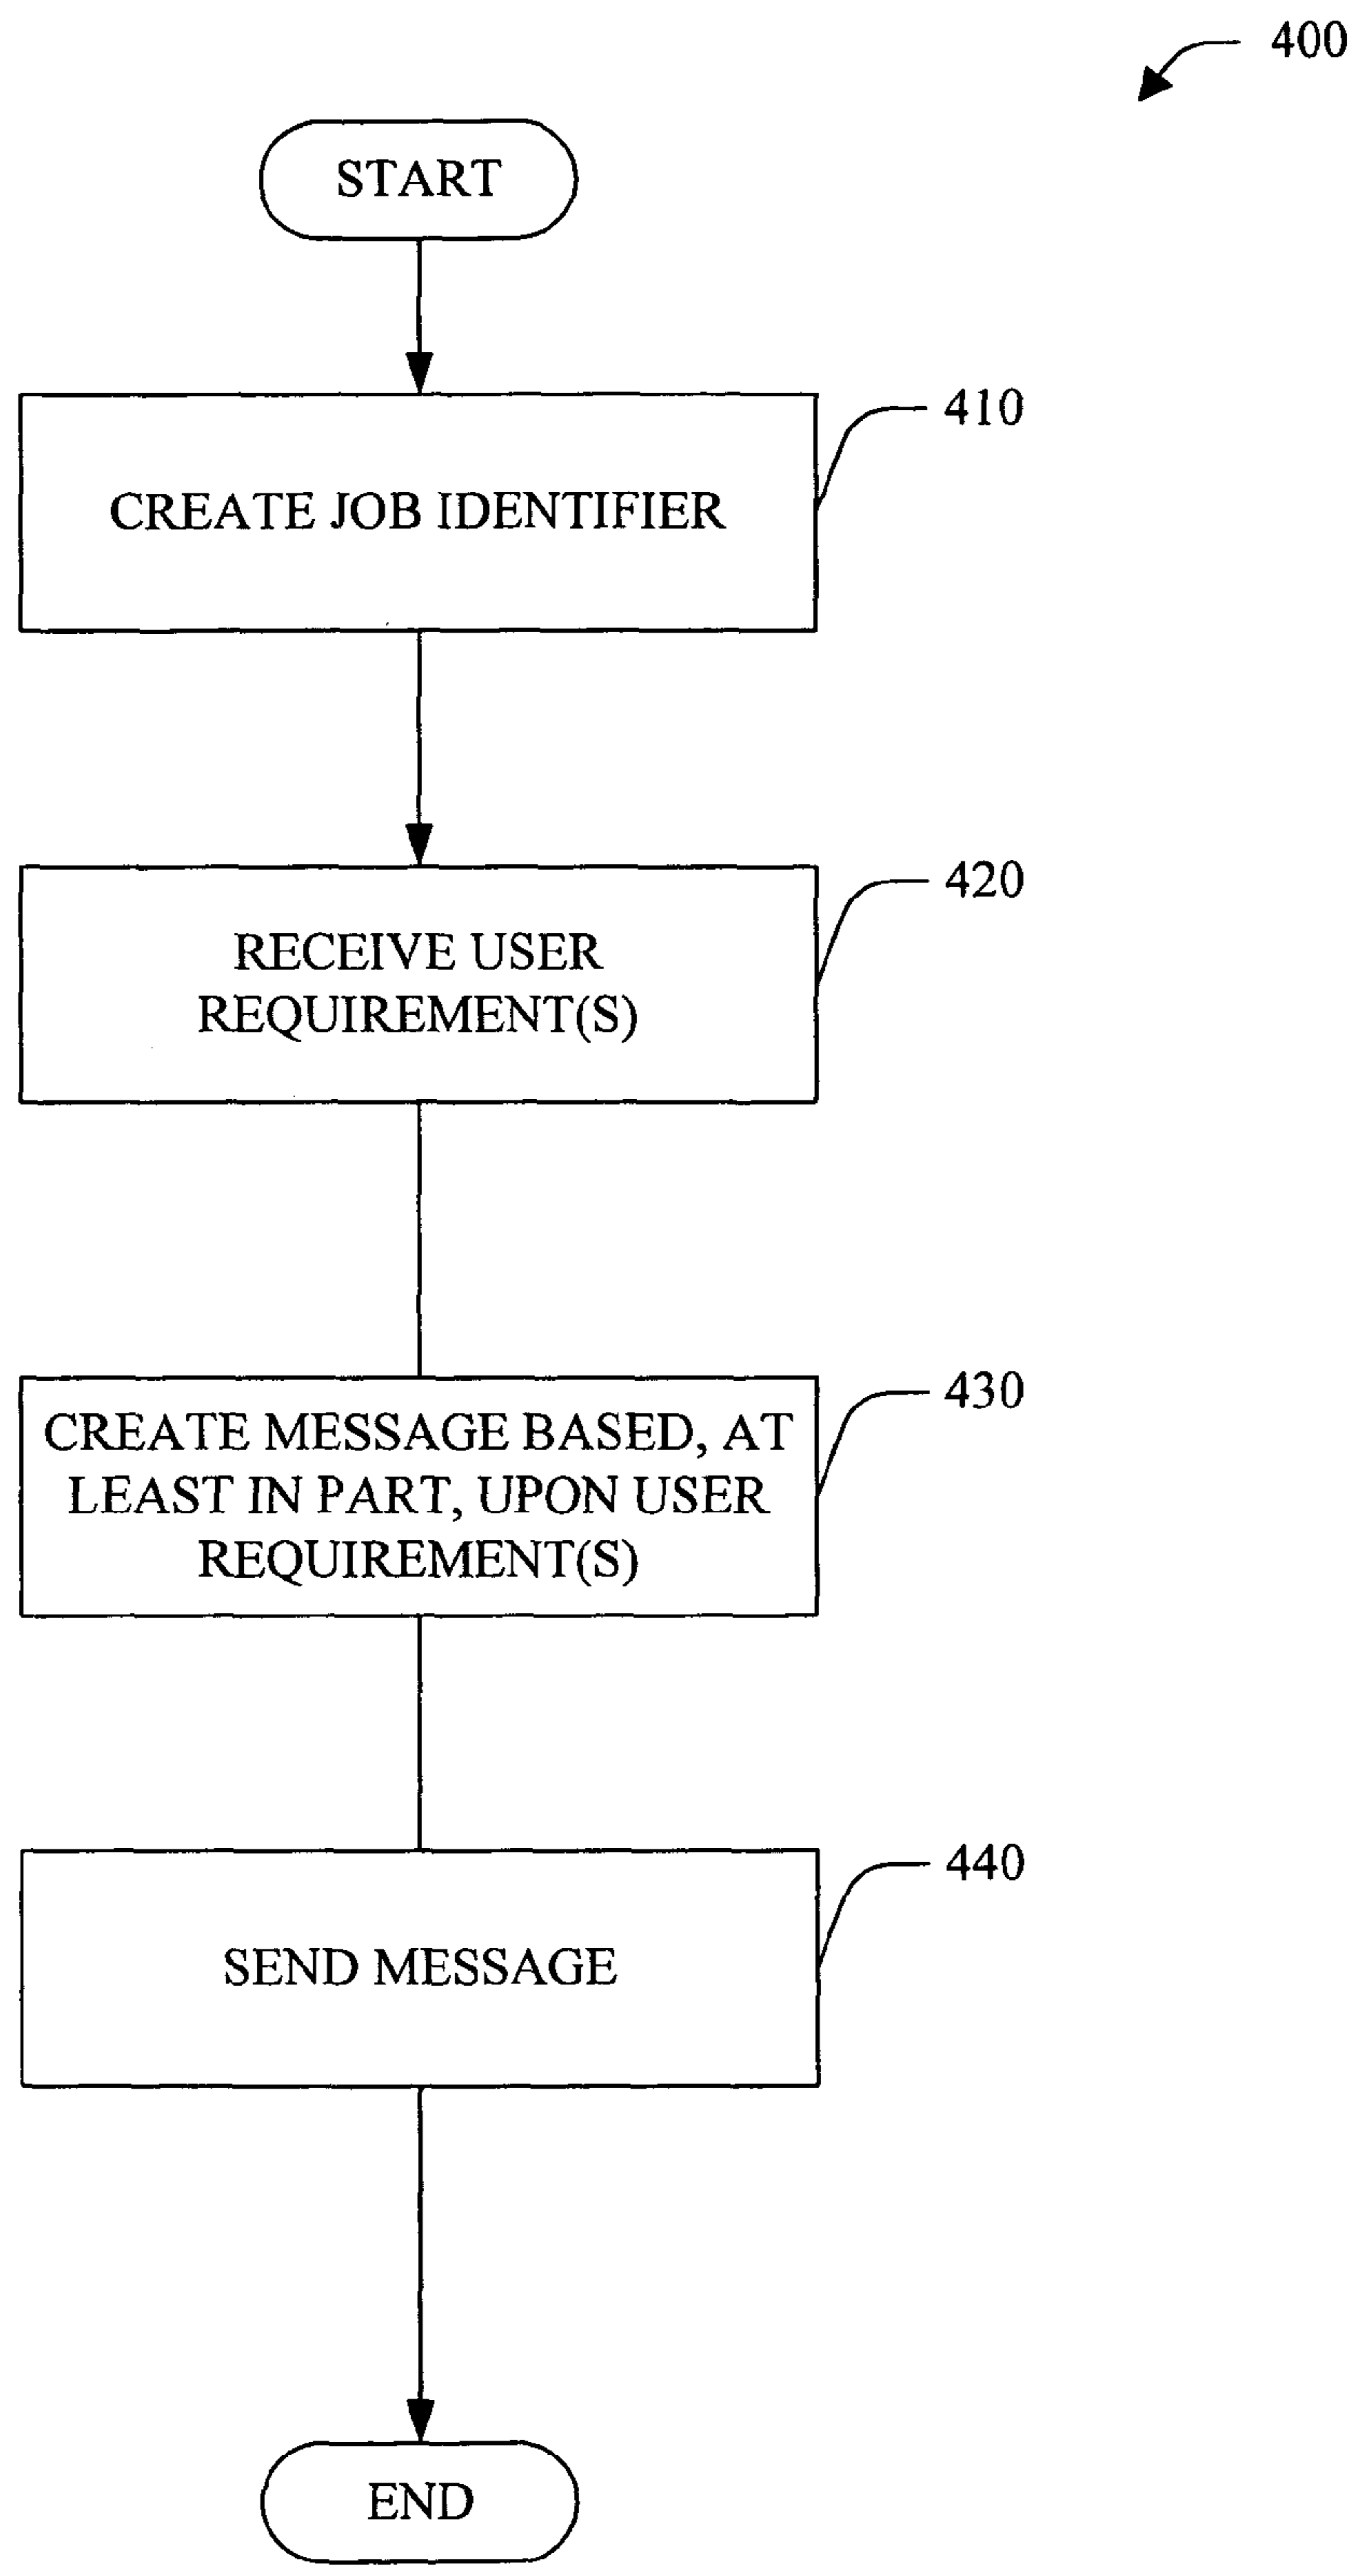 400
START
410
CREATE JOB IDENTIFIER
420
RECEIVE USER
REQUIREMENT(S)
430
CREATE MESSAGE BASED, AT
LEAST IN PART, UPON USER
REQUIREMENT(S)
440
SEND MESSAGE
END